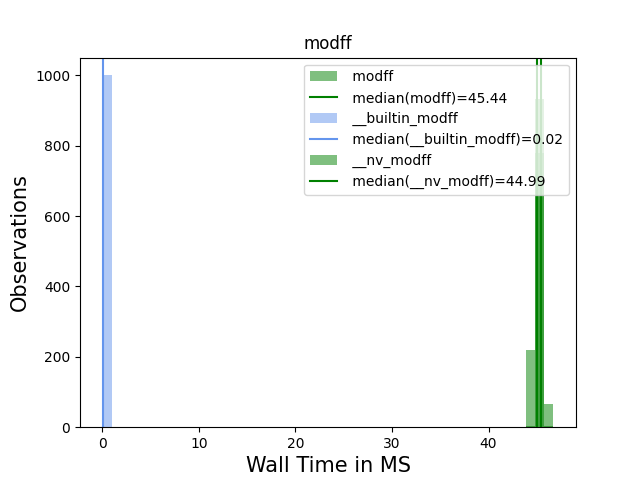 modff
1000
800
600
400
200
0
Observations
modff
median(modff)=45.44
__builtin_modff
median(__builtin_modff)=0.02
__nv_modff
median(__nv_modff)=44.99
0 10 20 30 40
Wall Time in MS